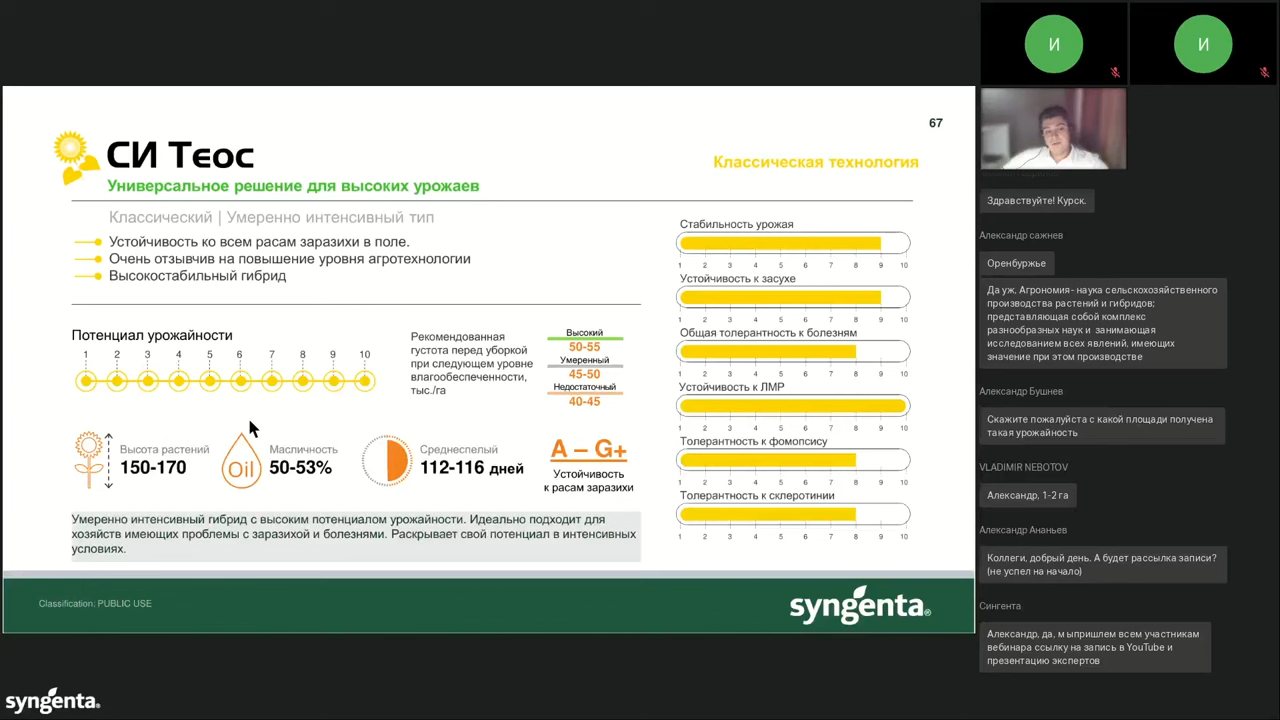 И
И
67
СИ Теос
Универсальное решение для высоких урожаев
Классическая технология
Классический | Умеренно интенсивный тип
Устойчивость ко всем расам заразихи в поле.
Очень отзывчив на повышение уровня агротехнологии
Высокостабильный гибрид
Потенциал урожайности
1 2 3 4 5 6 7 8 9 10
Рекомендованная
густота перед уборкой
при следующем уровне
влагообеспеченности,
тыс./га
Высокий
50-55
Умеренный
45-50
Недостаточный
40-45
Высота растений
150-170
Oil
Масличность
50-53%
Среднеспелый
112-116 дней
A – G+
Устойчивость
к расам заразихи
Умеренно интенсивный гибрид с высоким потенциалом урожайности. Идеально подходит для
хозяйств имеющих проблемы с заразихой и болезнями. Раскрывает свой потенциал в интенсивных
условиях.
Стабильность урожая
1 2 3 4 5 6 7 8 9 10
Устойчивость к засухе
1 2 3 4 5 6 7 8 9 10
Общая толерантность к болезням
1 2 3 4 5 6 7 8 9 10
Устойчивость к ЛМР
1 2 3 4 5 6 7 8 9 10
Толерантность к фомопсису
1 2 3 4 5 6 7 8 9 10
Толерантность к склеротинии
1 2 3 4 5 6 7 8 9 10
Classification: PUBLIC USE
syngenta®
syngenta.
Здравствуйте! Курск.
Александр сажнев
Оренбуржье
Да уж, Агрономия- наука сельскохозяйственного
производства растений и гибридов;
представляющая собой комплекс
разнообразных наук и занимающая
исследованием всех явлений, имеющих
значение при этом производстве
Александр Бушнев
Скажите пожалуйста с какой площади получена
такая урожайность
VLADIMIR NEBOTOV
Александр, 1-2 га
Александр Ананьев
Коллеги, добрый день. А будет рассылка записи?
(не успел на начало)
Сингента
Александр, да, м ыпришлем всем участникам
вебинара ссылку на запись в YouTube и
презентацию экспертов